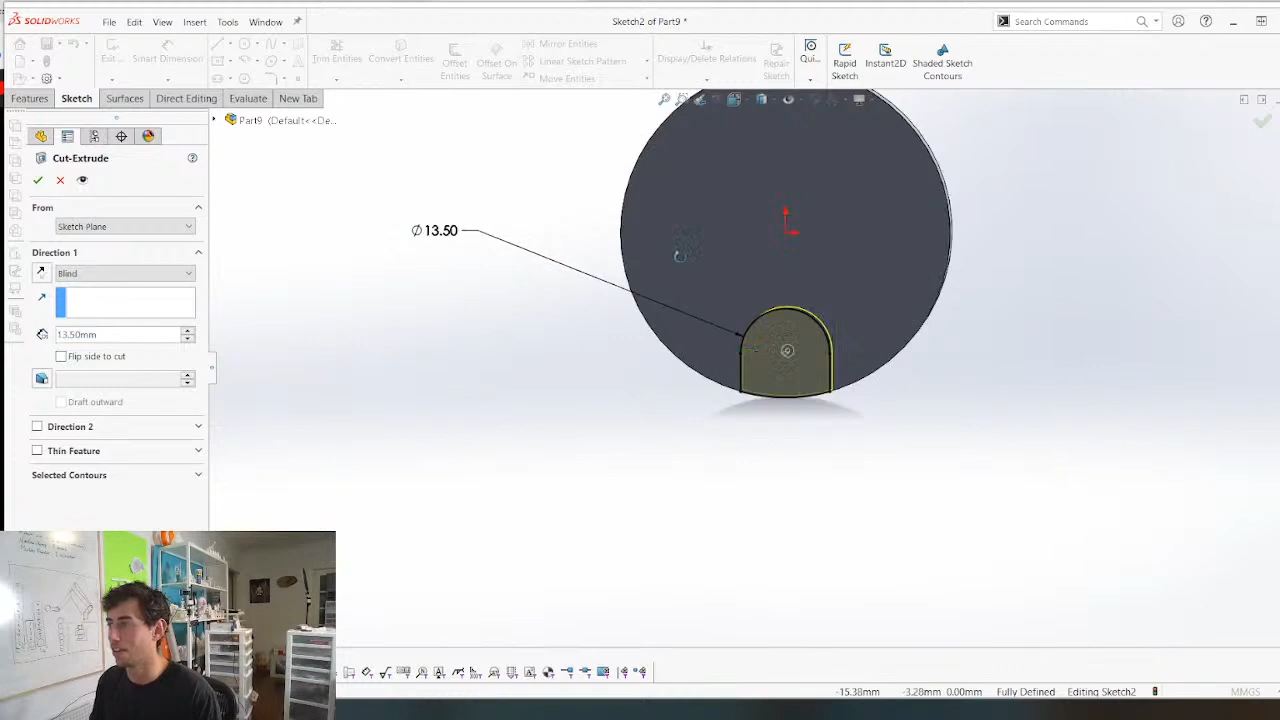 SOLIDWORKS File Edit View Insert Tools Window Sketch2 of Part9 * Search Commands
Exit... Smart Dimension Trim Entities Convert Entities Offset Entities Offset On Surface Mirror Entities Linear Sketch Pattern Move Entities Display/Delete Relations Repair Sketch Qui... Rapid Sketch Instant2D Shaded Sketch Contours
Features Sketch Surfaces Direct Editing Evaluate New Tab
Part9 (Default<<De...
Cut-Extrude
From
Sketch Plane
Direction 1
Blind
13.50mm
Flip side to cut
Draft outward
Direction 2
Thin Feature
Selected Contours
∅13.50
-15.38mm -3.28mm 0.00mm Fully Defined Editing Sketch2 MMGS